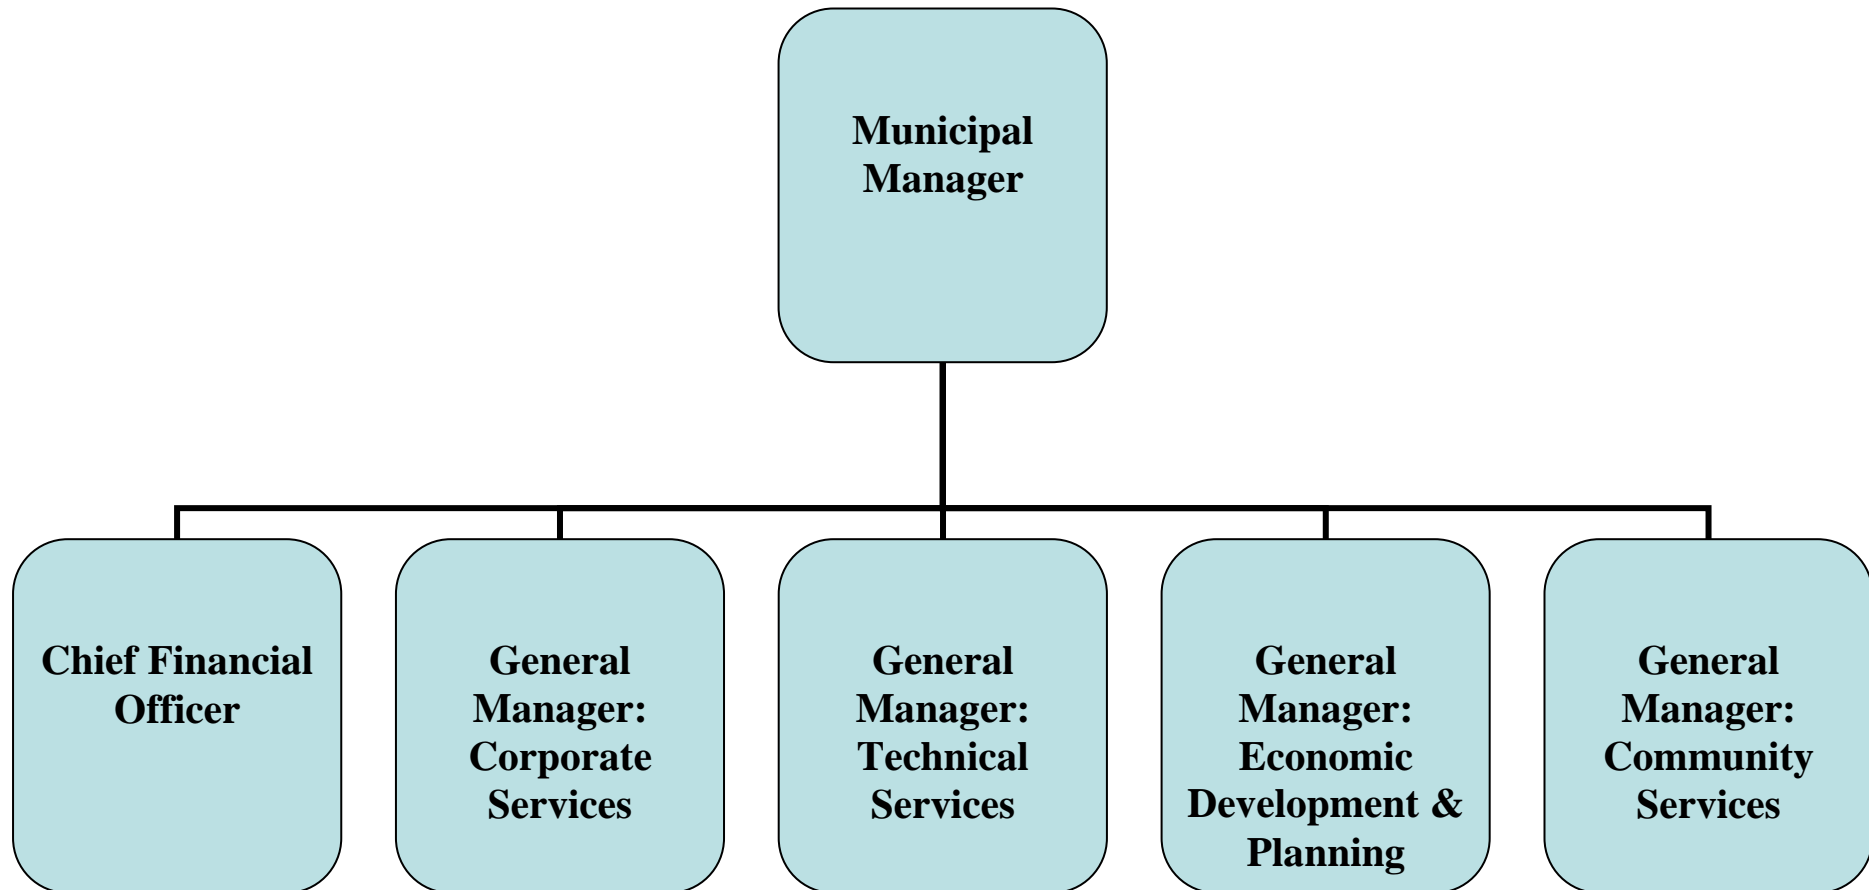 Municipal
Manager
Chief Financial
Officer
General
Manager:
Corporate
Services
General
Manager:
Technical
Services
General
Manager:
Economic
Development &
Planning
General
Manager:
Community
Services